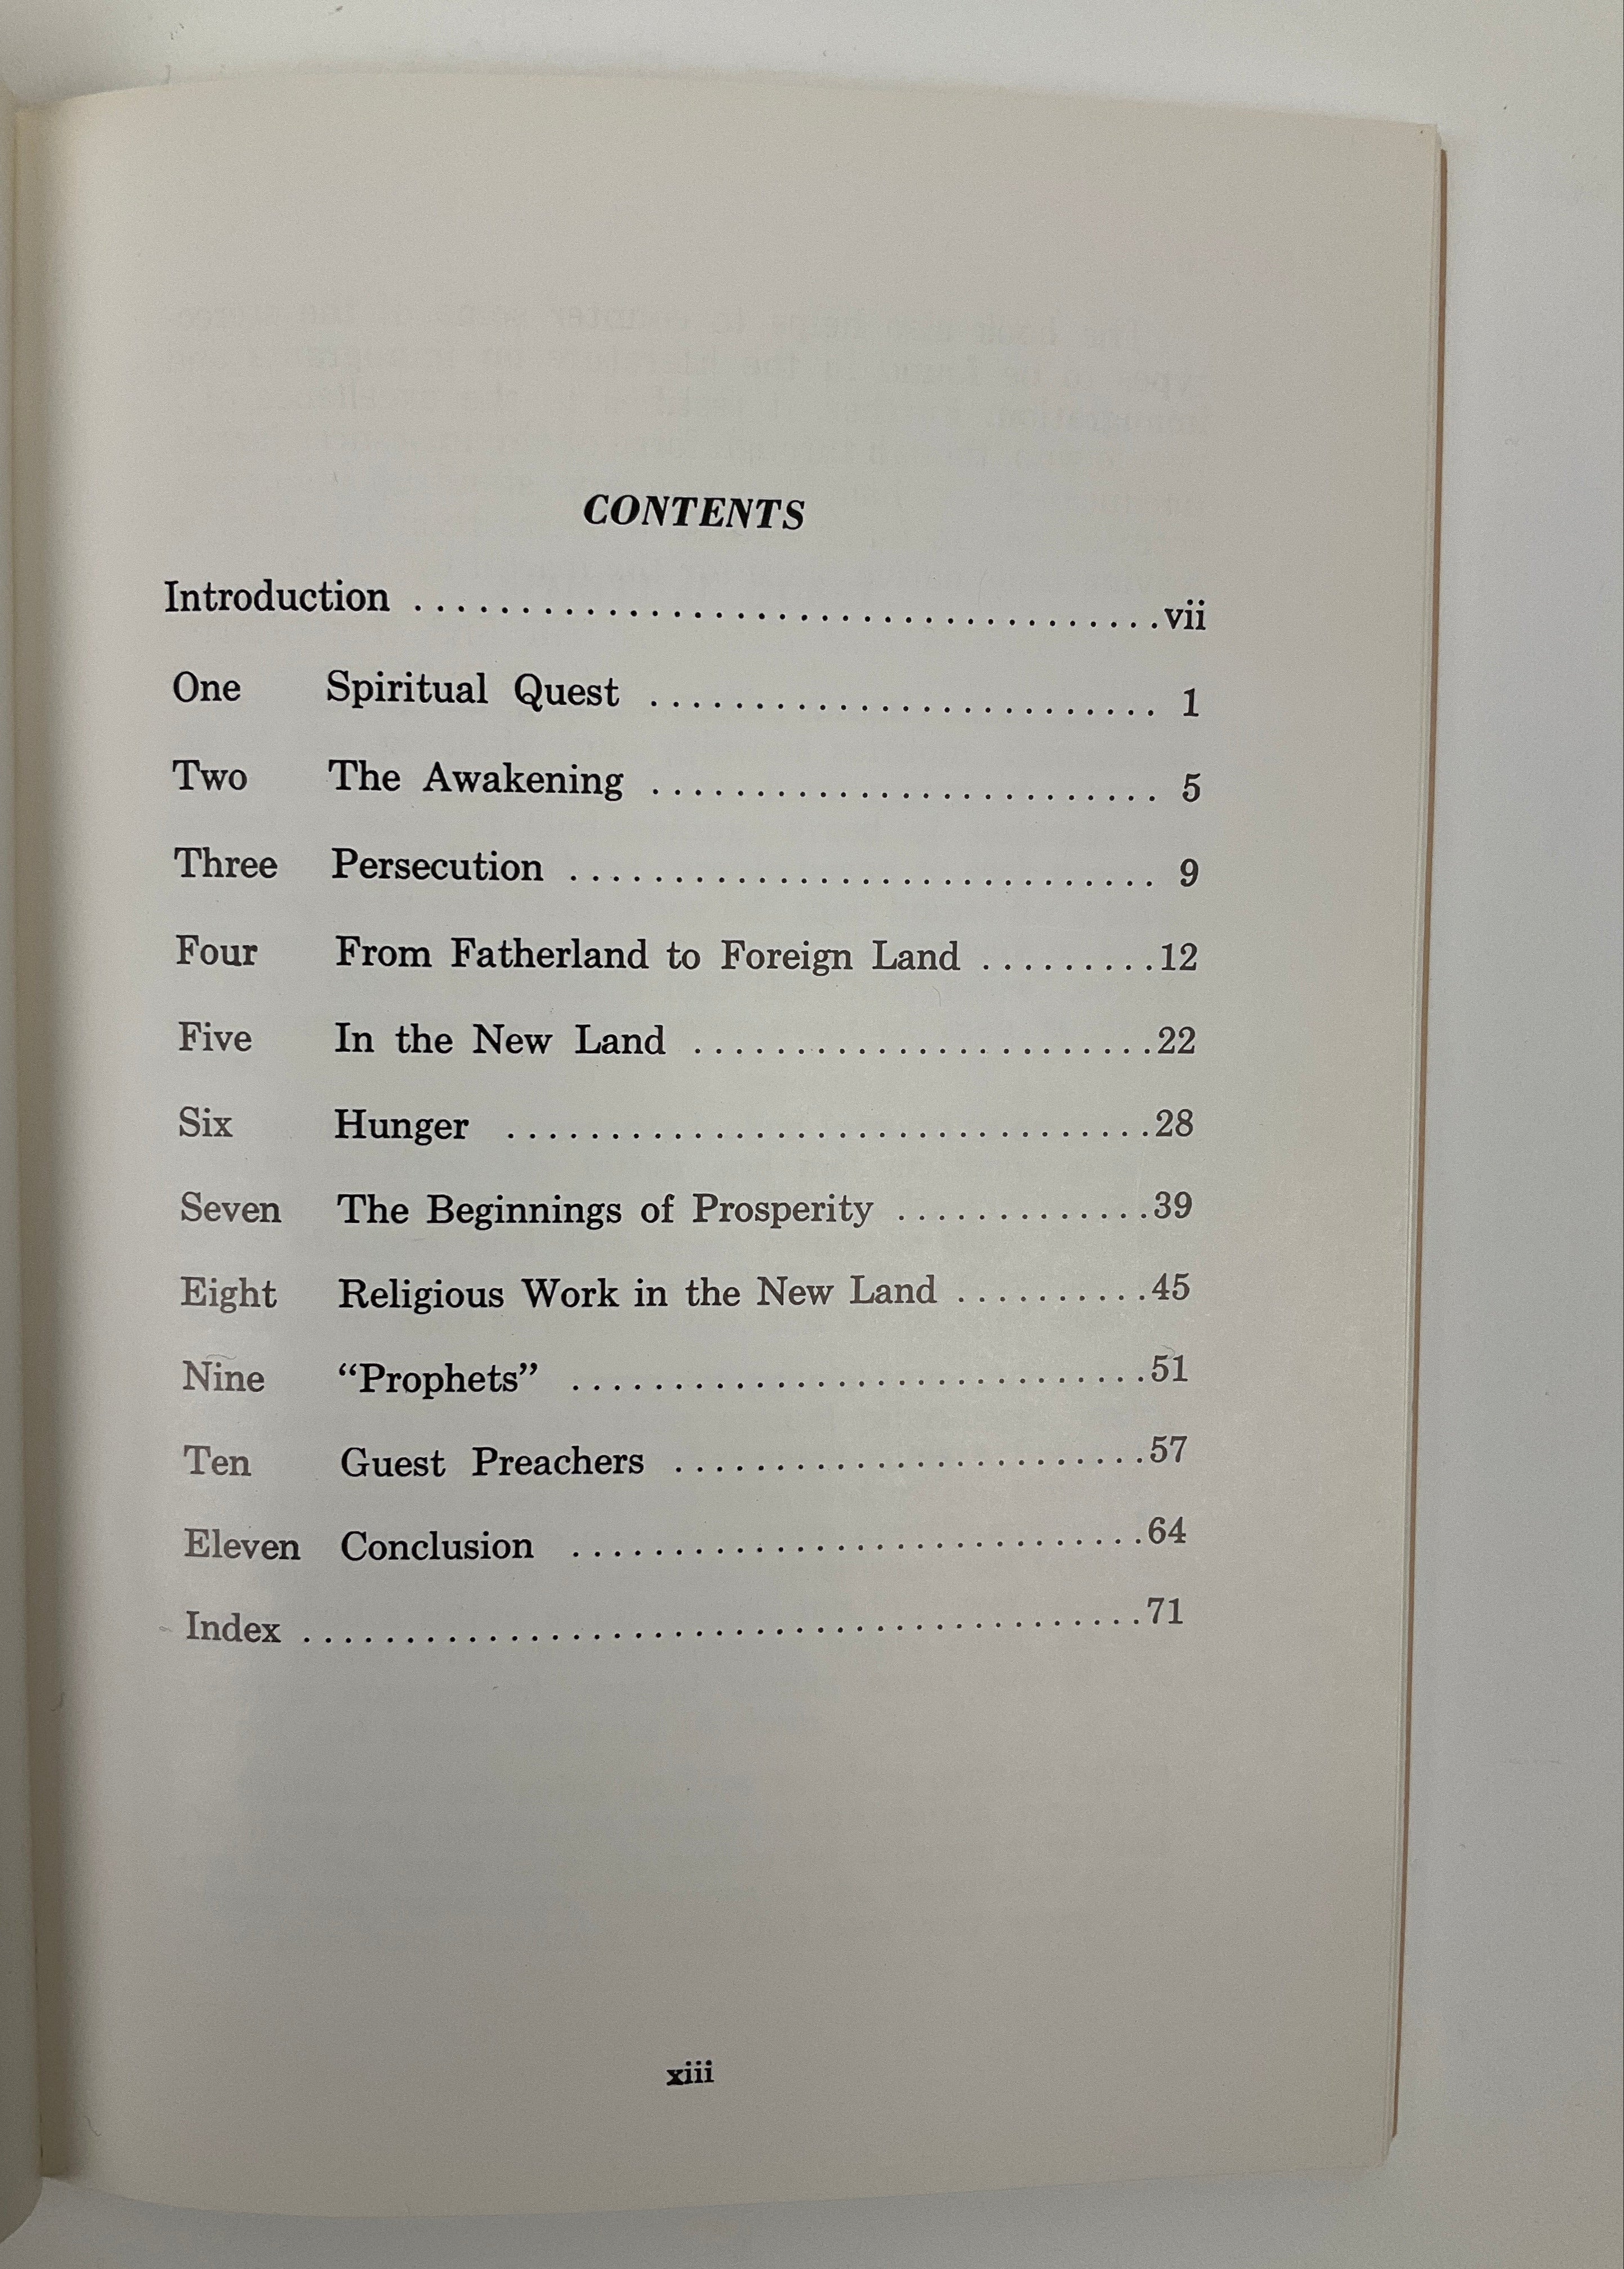 CONTENTS
Introduction ....................................vii
One Spiritual Quest ......................... 1
Two The Awakening ......................... 5
Three Persecution ............................. 9
Four From Fatherland to Foreign Land .........12
Five In the New Land .......................22
Six Hunger ................................28
Seven The Beginnings of Prosperity .............39
Eight Religious Work in the New Land ..........45
Nine “Prophets” ............................51
Ten Guest Preachers .......................57
Eleven Conclusion ............................64
Index .........................................71
xiii